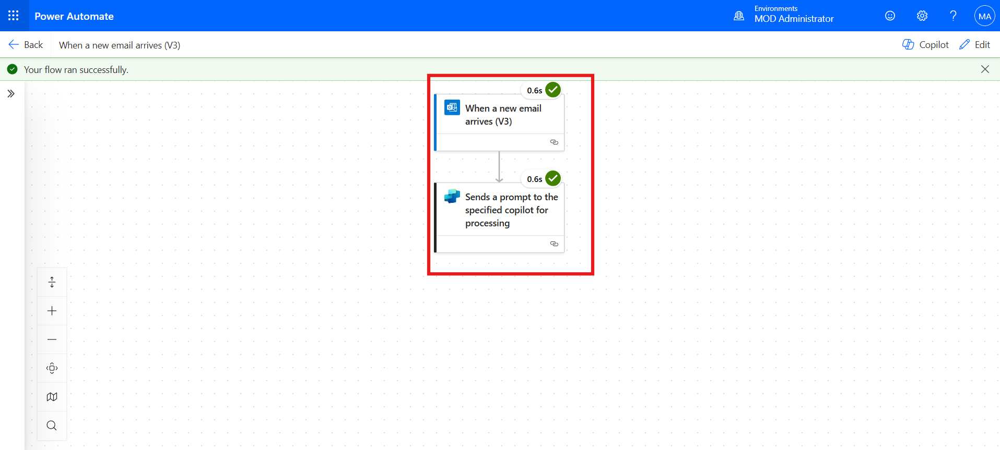 Power Automate
Environments
MOD Administrator
MA
Back
When a new email arrives (V3)
Copilot
Edit
Your flow ran successfully.
0.6s
When a new email
arrives (V3)
0.6s
Sends a prompt to the
specified copilot for
processing